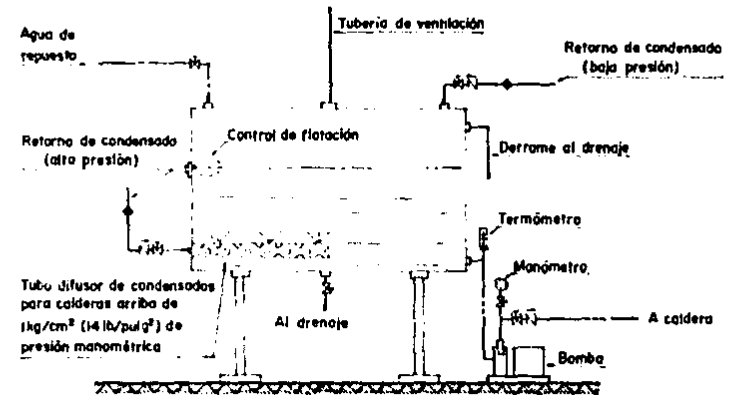 Agua de
repuesto
Tubería de ventilación
Retorno de condensado
(baja presión)
Retorno de condensado
(alta presión)
Control de flotación
Derrame al drenaje
Termómetro
Manómetro
Tubo difusor de condensados
para calderas arriba de
1kg/cm² (14 lb/pulg²) de
presión manométrica
Al drenaje
A caldera
Bomba